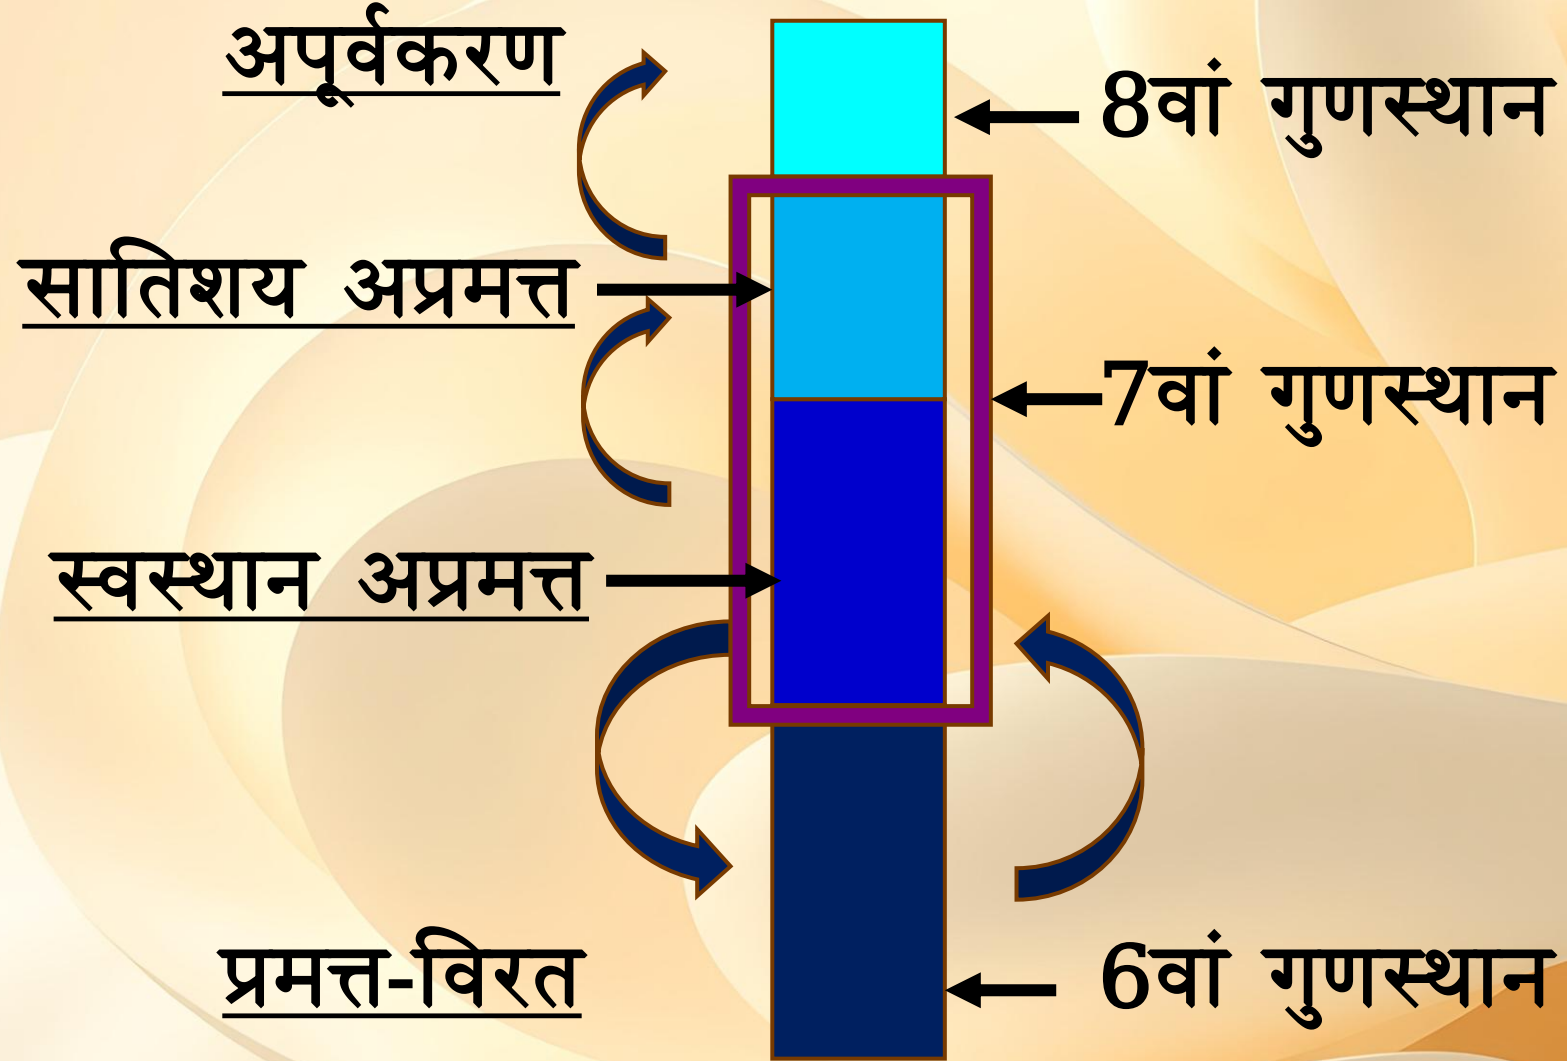 अपूर्वकरण
8वां गुणस्थान
सातिशय अप्रमत्त
7वां गुणस्थान
स्वस्थान अप्रमत्त
प्रमत्त-विरत
6वां गुणस्थान